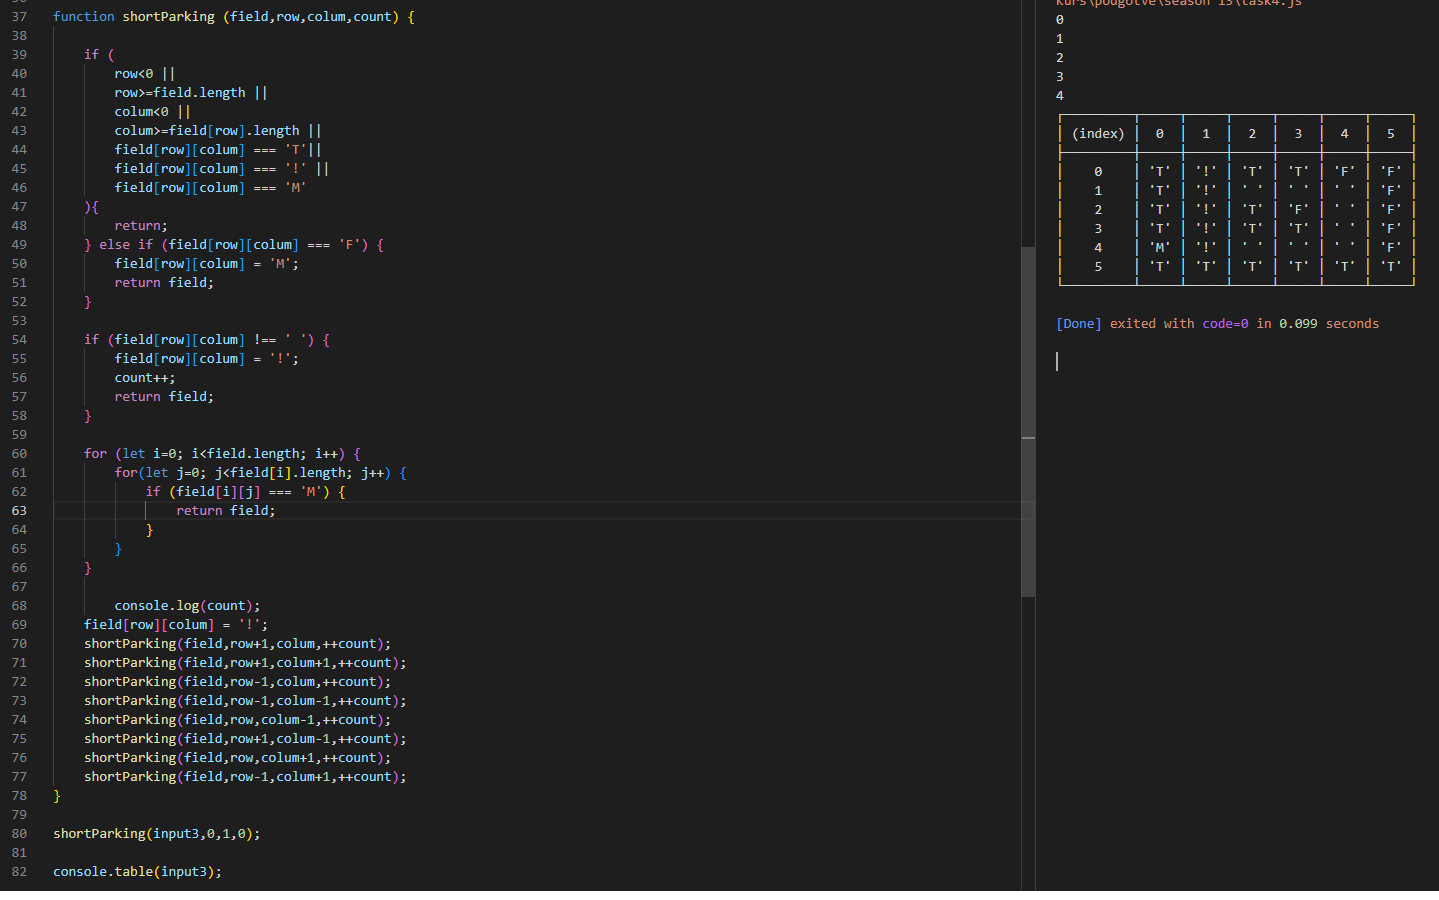 37 function shortParking (field,row,colum,count) {
38
39 if (
40 row<0 ||
41 row>=field.length ||
42 colum<0 ||
43 colum>=field[row].length ||
44 field[row][colum] === 'T'||
45 field[row][colum] === '!' ||
46 field[row][colum] === 'M'
47 ){
48 return;
49 } else if (field[row][colum] === 'F') {
50 field[row][colum] = 'M';
51 return field;
52 }
53
54 if (field[row][colum] !== ' ') {
55 field[row][colum] = '!';
56 count++;
57 return field;
58 }
59
60 for (let i=0; i<field.length; i++) {
61 for(let j=0; j<field[i].length; j++) {
62 if (field[i][j] === 'M') {
63 return field;
64 }
65 }
66 }
67
68 console.log(count);
69 field[row][colum] = '!';
70 shortParking(field,row+1,colum,++count);
71 shortParking(field,row+1,colum+1,++count);
72 shortParking(field,row-1,colum,++count);
73 shortParking(field,row-1,colum-1,++count);
74 shortParking(field,row,colum-1,++count);
75 shortParking(field,row+1,colum-1,++count);
76 shortParking(field,row,colum+1,++count);
77 shortParking(field,row-1,colum+1,++count);
78 }
79
80 shortParking(input3,0,1,0);
81
82 console.table(input3);
Kurs\pougotve\season 13\task4.js
0
1
2
3
4
(index) 0 1 2 3 4 5
0 'T' '!' 'T' 'T' 'F' 'F'
1 'T' '!' ' ' ' ' ' ' 'F'
2 'T' '!' 'T' 'F' ' ' 'F'
3 'T' '!' 'T' 'T' ' ' 'F'
4 'M' '!' ' ' ' ' ' ' 'F'
5 'T' 'T' 'T' 'T' 'T' 'T'
[Done] exited with code=0 in 0.099 seconds